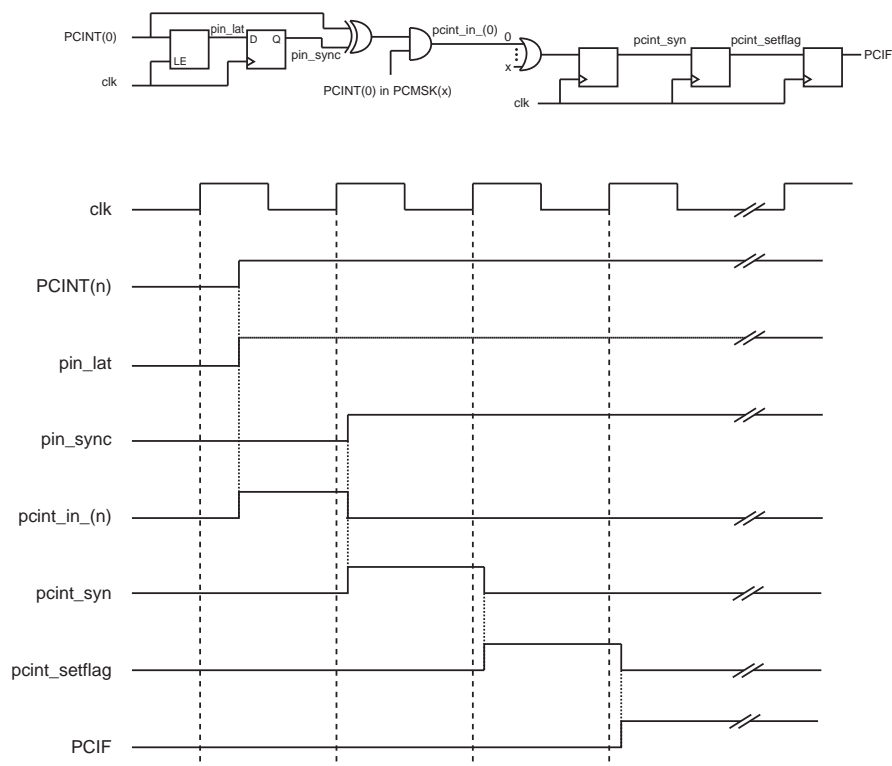 PCINT(0)
pin_lat
D Q
LE
pin_sync
clk
PCINT(0) in PCMSK(x)
pcint_in_(0)
0
x
clk
pcint_syn
pcint_setflag
PCIF
clk
PCINT(n)
pin_lat
pin_sync
pcint_in_(n)
pcint_syn
pcint_setflag
PCIF